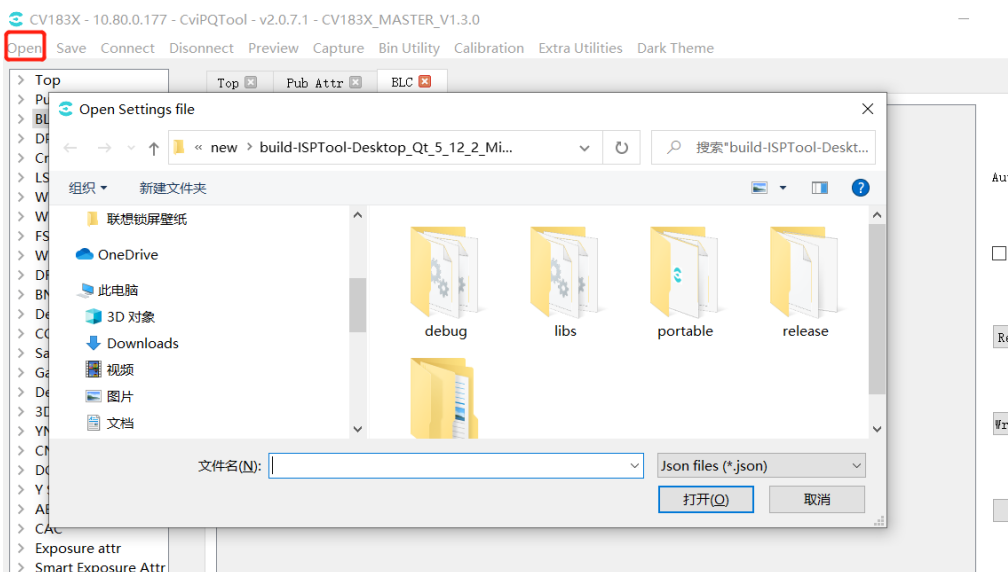 CV183X - 10.80.0.177 - CviPQTool - v2.0.7.1 - CV183X_MASTER_V1.3.0
Open Save Connect Disonnect Preview Capture Bin Utility Calibration Extra Utilities Dark Theme
Top
Top Pub Attr BLC
Open Settings file
« new > build-ISPTool-Desktop_Qt_5_12_2_Mi...
搜索"build-ISPTool-Deskt...
组织 新建文件夹
联想锁屏壁纸
OneDrive
此电脑
3D 对象
Downloads
视频
图片
文档
debug libs portable release
文件名(N):
Json files (*.json)
打开(O) 取消
CAC
Exposure attr
Smart Exposure Attr